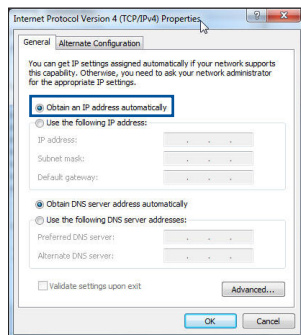 Internet Protocol Version 4 (TCP/IPv4) Properties
General
Alternate Configuration
You can get IP settings assigned automatically if your network supports
this capability. Otherwise, you need to ask your network administrator
for the appropriate IP settings.
Obtain an IP address automatically
Use the following IP address:
IP address:
Subnet mask:
Default gateway:
Obtain DNS server address automatically
Use the following DNS server addresses:
Preferred DNS server:
Alternate DNS server:
Validate settings upon exit
Advanced...
OK
Cancel